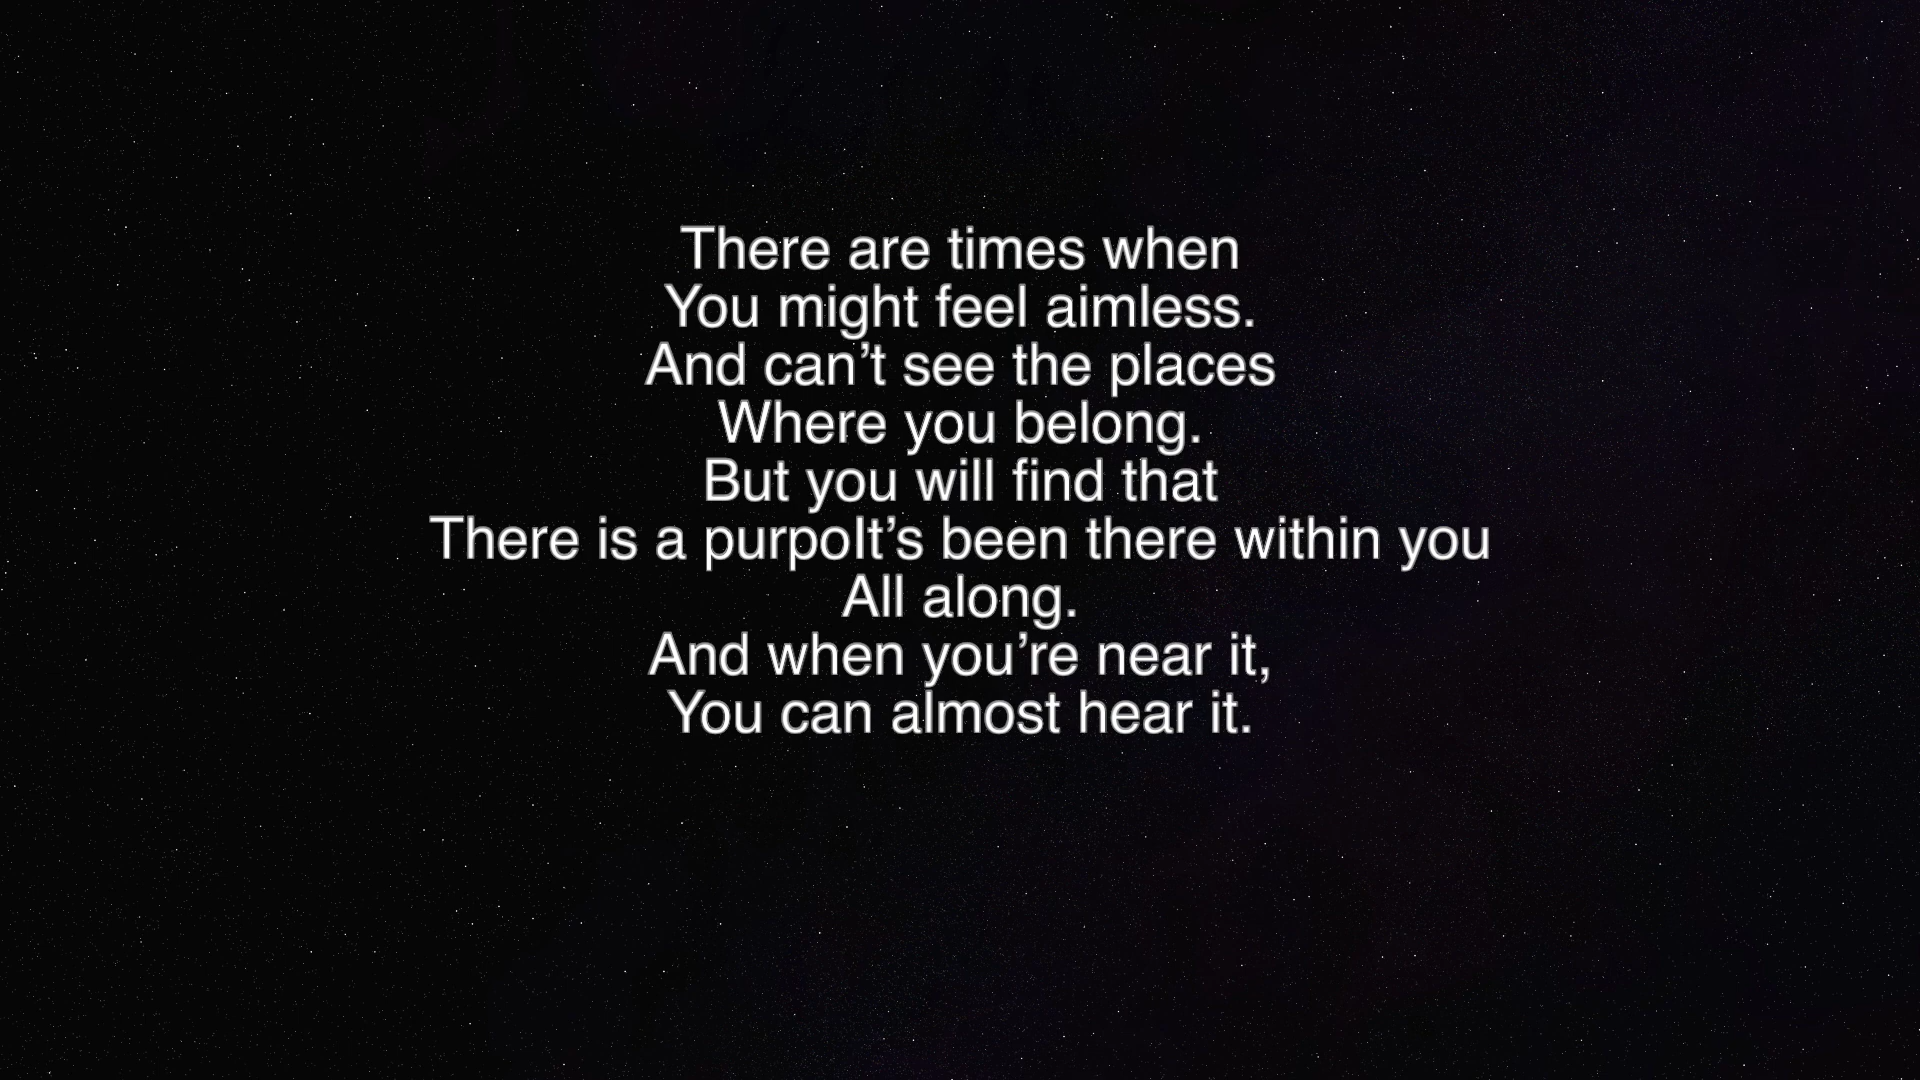 There are times when
You might feel aimless.
And can’t see the places
Where you belong.
But you will find that
There is a purpoIt’s been there within you
All along.
And when you’re near it,
You can almost hear it.